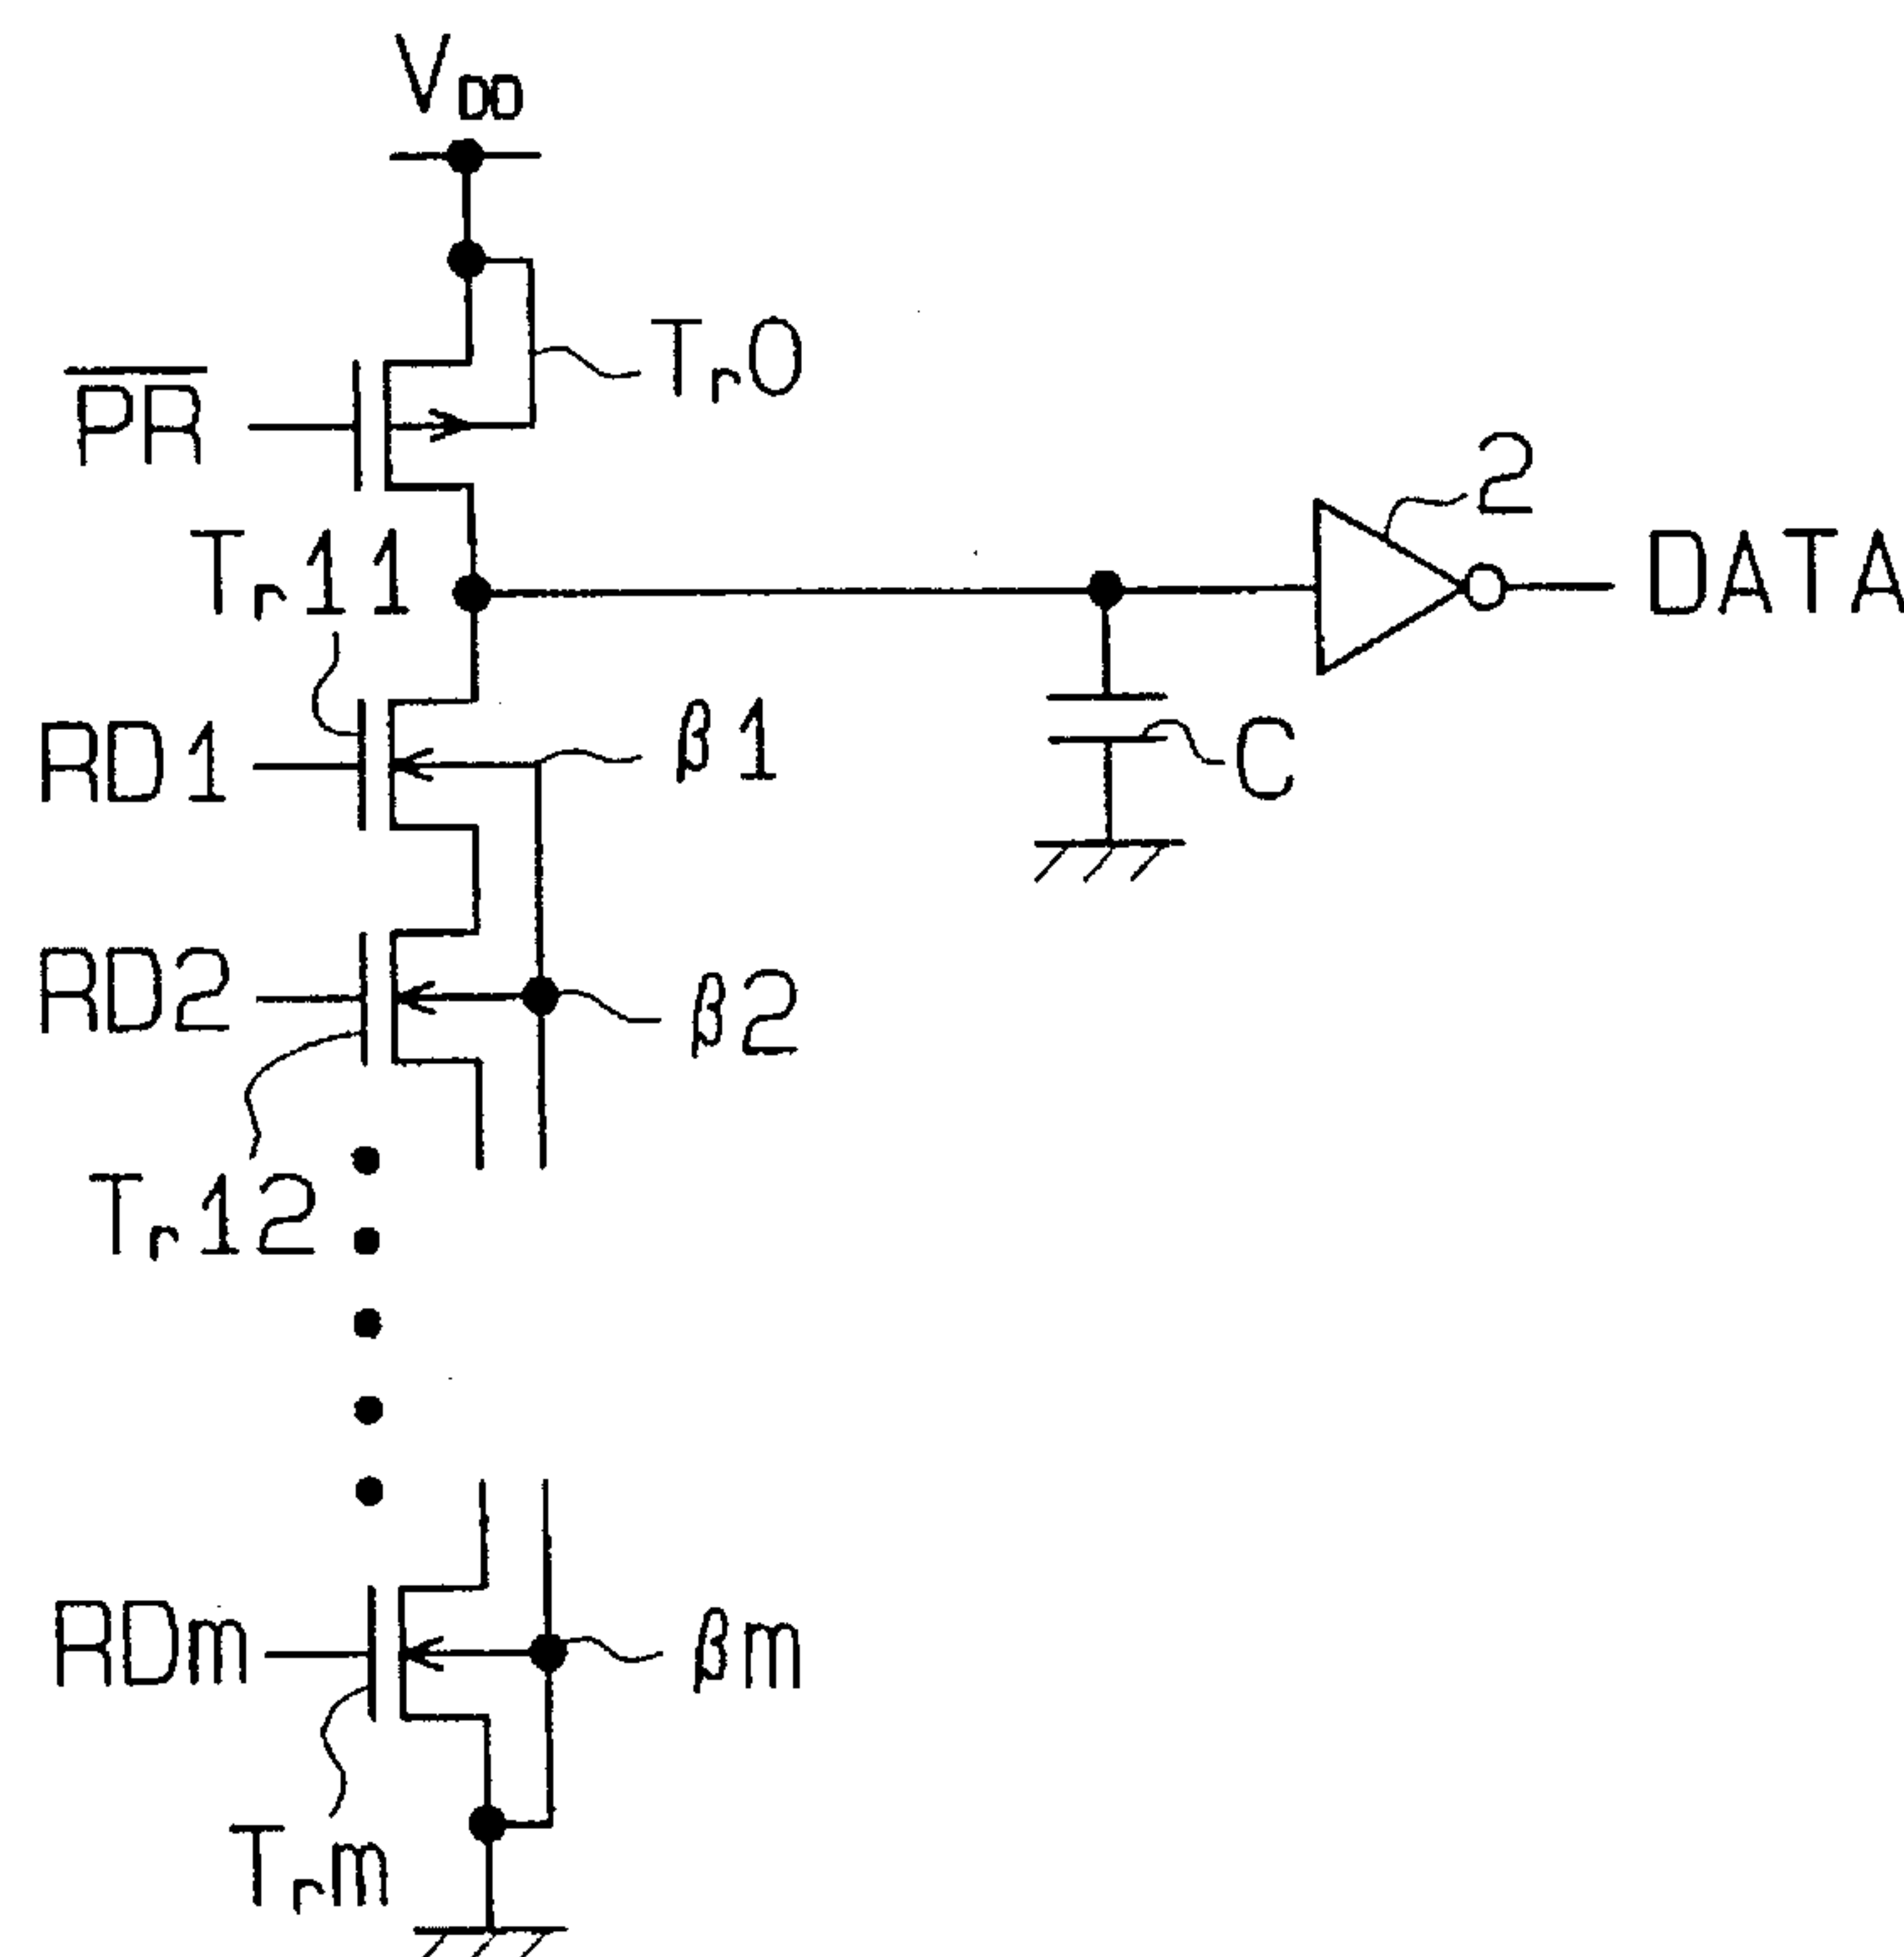 VDD
TrO
PR
2
Tr11
DATA
RD1
β1
C
RD2
β2
Tr12
RDm
βm
Trm